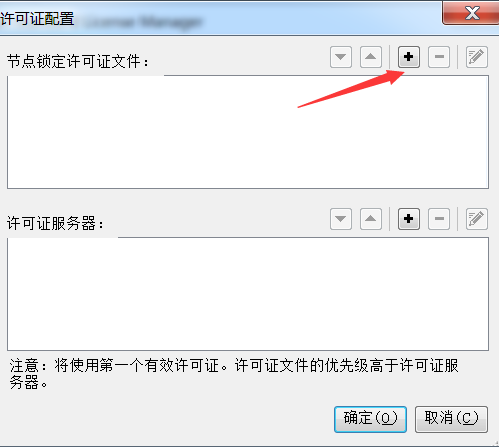 许可证配置
License Manager
节点锁定许可证文件：
许可证服务器：
注意：将使用第一个有效许可证。许可证文件的优先级高于许可证服
务器。
确定(O)
取消(C)